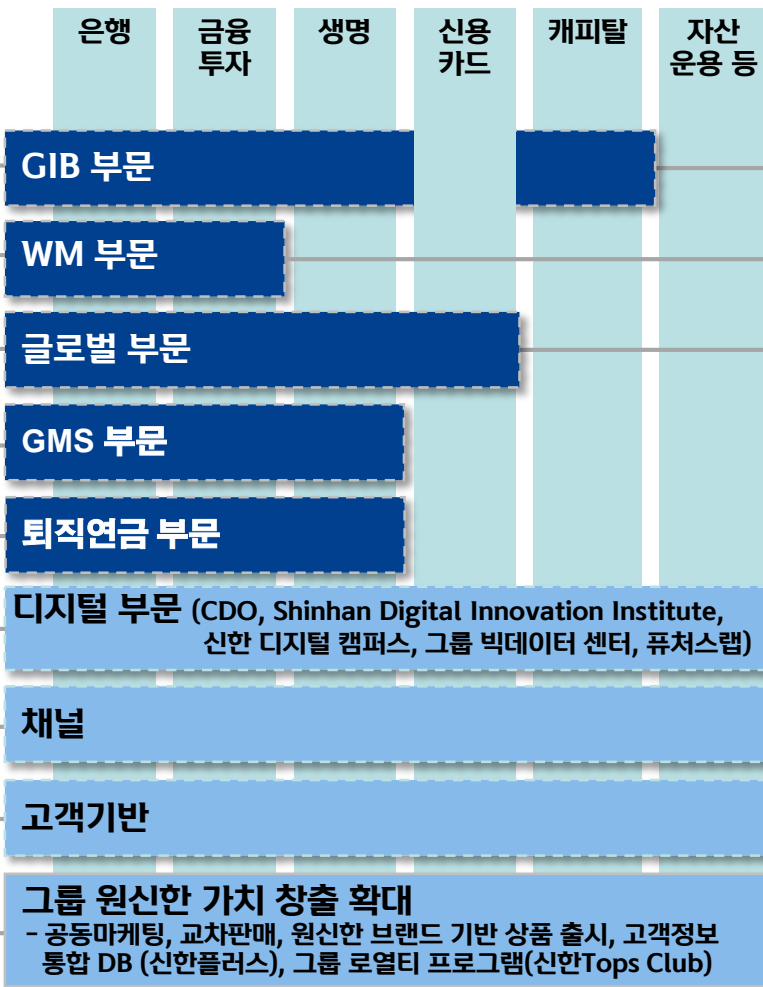 은행
금융
투자
생명
신용
카드
캐피탈
자산
운용 등
GIB 부문
WM 부문
글로벌 부문
GMS 부문
퇴직연금 부문
디지털 부문 (CDO, Shinhan Digital Innovation Institute,
신한 디지털 캠퍼스, 그룹 빅데이터 센터, 퓨처스랩)
채널
고객기반
그룹 원신한 가치 창출 확대
- 공동마케팅, 교차판매, 원신한 브랜드 기반 상품 출시, 고객정보
통합 DB (신한플러스), 그룹 로열티 프로그램(신한Tops Club)